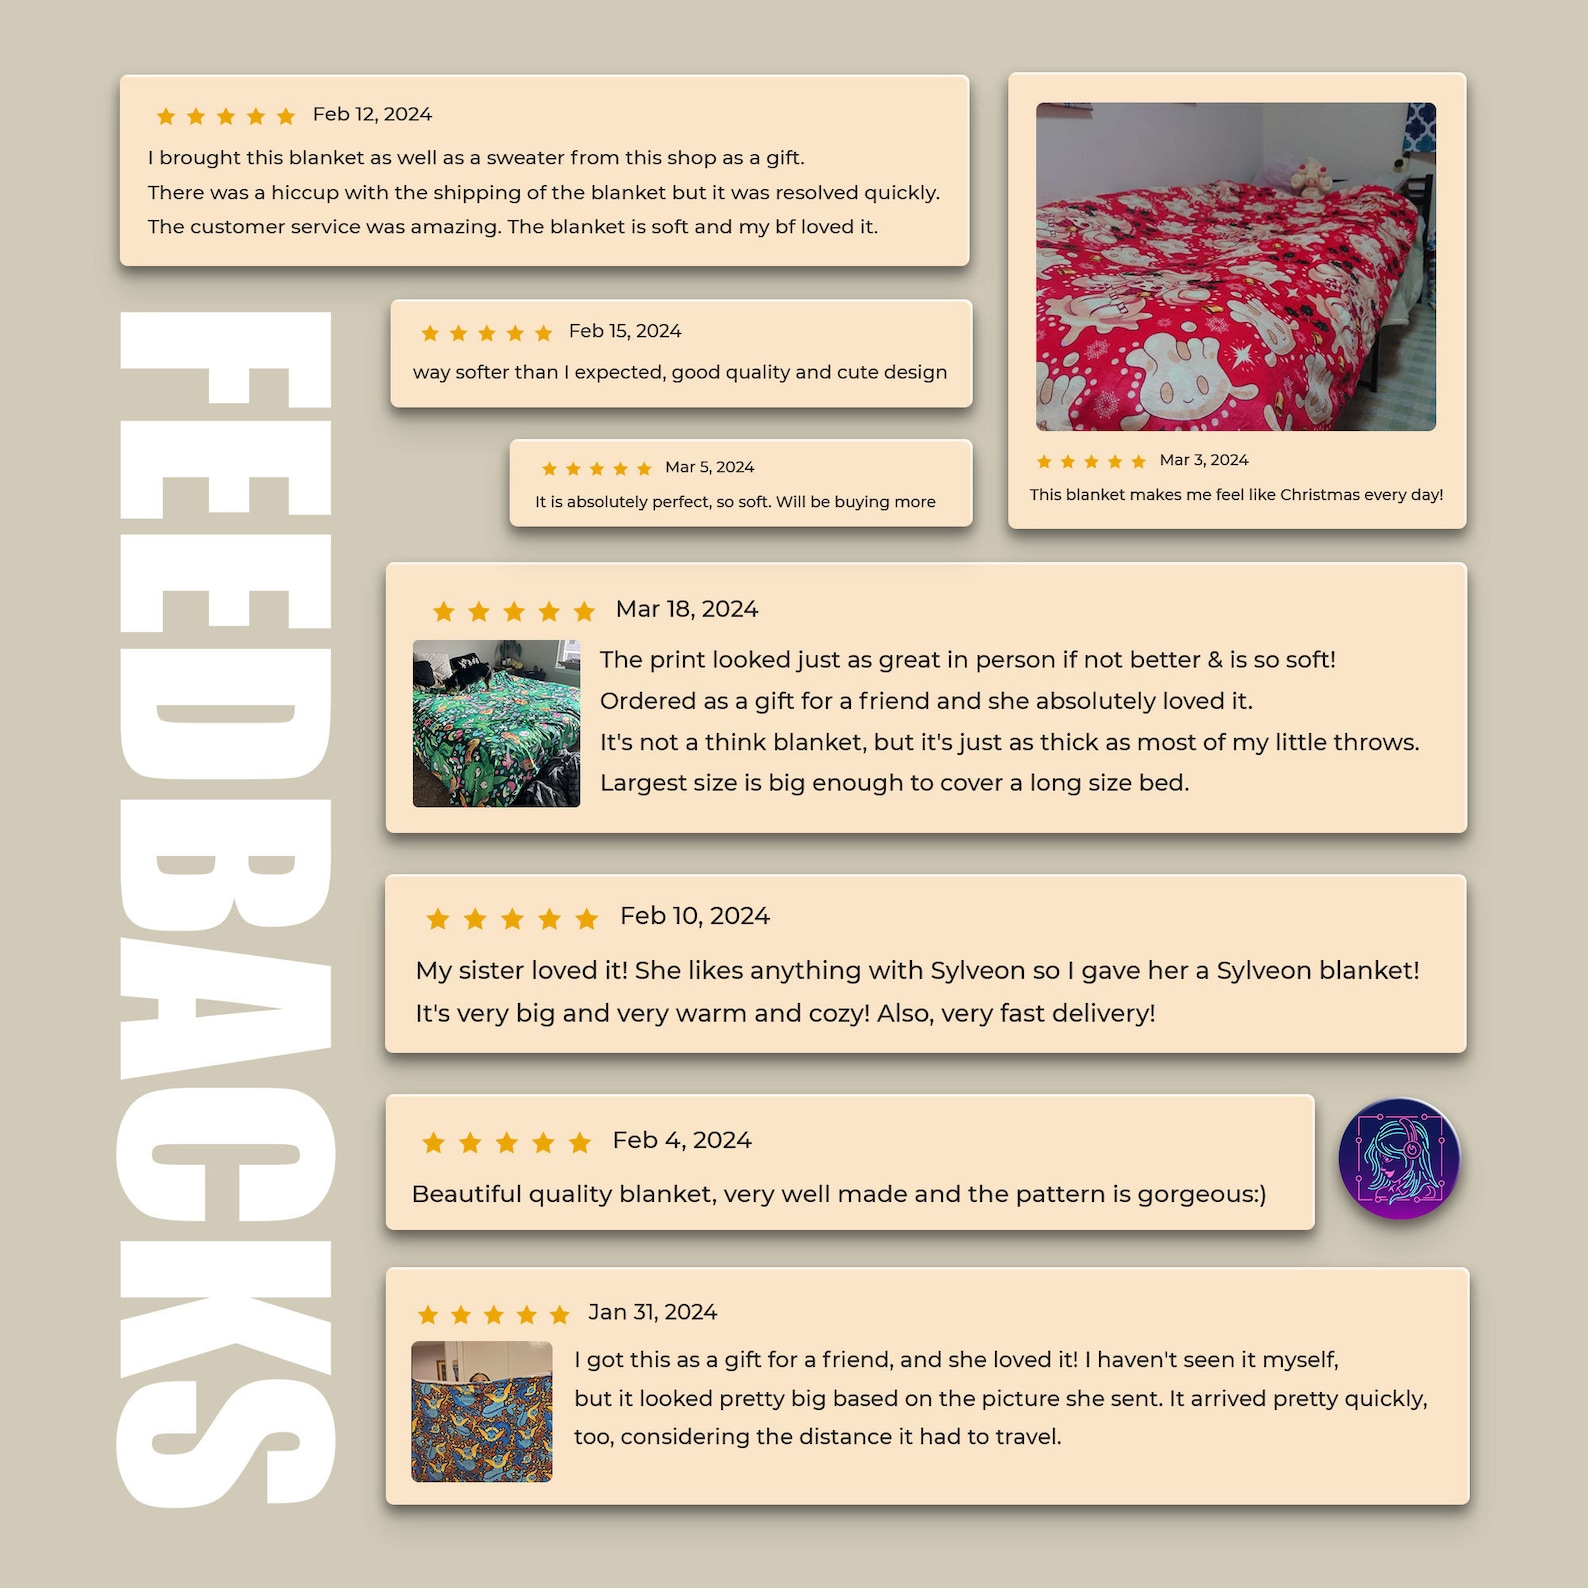 Feb 12, 2024
I brought this blanket as well as a sweater from this shop as a gift.
There was a hiccup with the shipping of the blanket but it was resolved quickly.
The customer service was amazing. The blanket is soft and my bf loved it.
Mar 3, 2024
This blanket makes me feel like Christmas every day!
FEEDBACKS
Feb 15, 2024
way softer than I expected, good quality and cute design
Mar 5, 2024
It is absolutely perfect, so soft. Will be buying more
Mar 18, 2024
The print looked just as great in person if not better & is so soft!
Ordered as a gift for a friend and she absolutely loved it.
It's not a think blanket, but it's just as thick as most of my little throws.
Largest size is big enough to cover a long size bed.
Feb 10, 2024
My sister loved it! She likes anything with Sylveon so I gave her a Sylveon blanket!
It's very big and very warm and cozy! Also, very fast delivery!
Feb 4, 2024
Beautiful quality blanket, very well made and the pattern is gorgeous:)
Jan 31, 2024
I got this as a gift for a friend, and she loved it! I haven't seen it myself,
but it looked pretty big based on the picture she sent. It arrived pretty quickly,
too, considering the distance it had to travel.